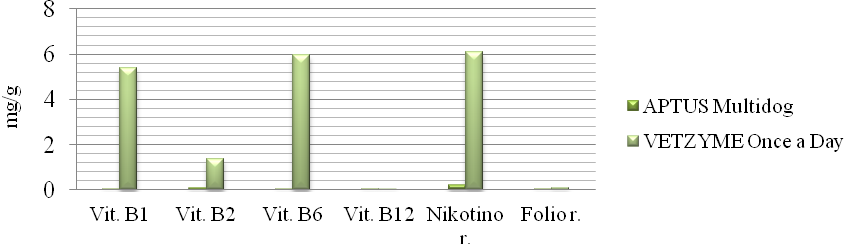 8
6
4
2
0
mg/g
Vit. B1 Vit. B2 Vit. B6 Vit. B12 Nikotino r. Folio r.
APTUS Multidog
VETZYME Once a Day